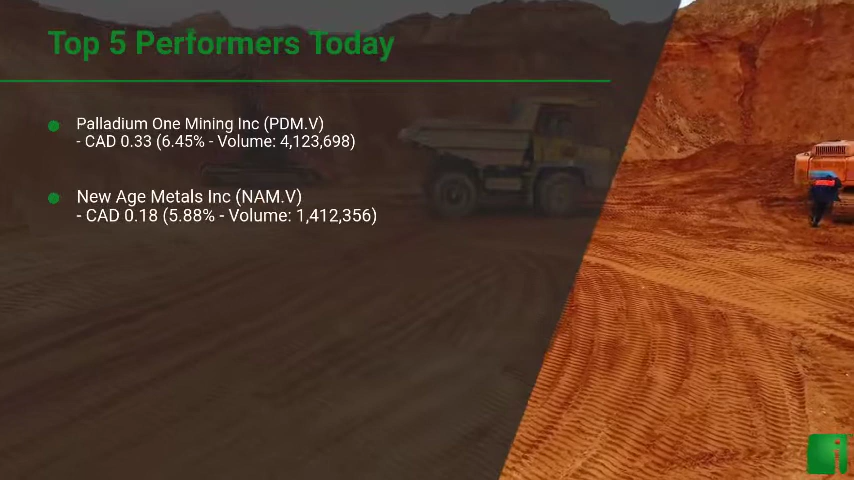 Top 5 Performers Today
Palladium One Mining Inc (PDM.V)
- CAD 0.33 (6.45% - Volume: 4,123,698)
New Age Metals Inc (NAM.V)
- CAD 0.18 (5.88% - Volume: 1,412,356)